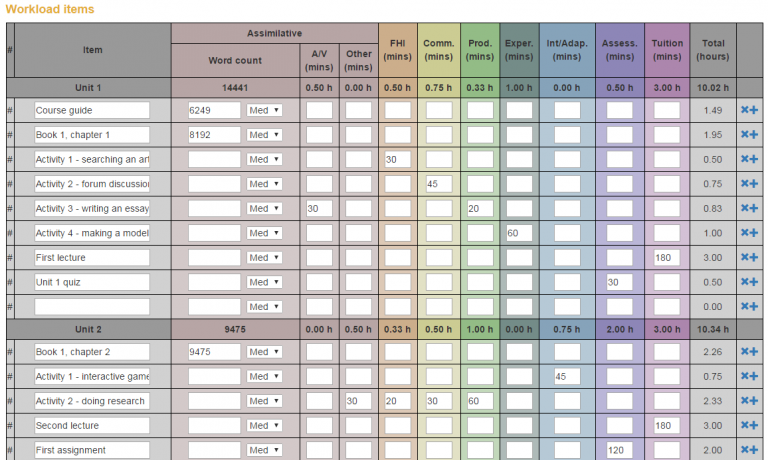 Workload items
# Item Assimilative FHI (mins) Comm. (mins) Prod. (mins) Exper. (mins) Int/Adap. (mins) Assess. (mins) Tuition (mins) Total (hours)
Word count A/V (mins) Other (mins)
Unit 1 14441 0.50 h 0.00 h 0.50 h 0.75 h 0.33 h 1.00 h 0.00 h 0.50 h 3.00 h 10.02 h
# Course guide 6249 Med 1.49
# Book 1, chapter 1 8192 Med 1.95
# Activity 1 - searching an art Med 30 0.50
# Activity 2 - forum discussion Med 45 0.75
# Activity 3 - writing an essay Med 30 20 0.83
# Activity 4 - making a model Med 60 1.00
# First lecture Med 180 3.00
# Unit 1 quiz Med 30 0.50
# Med 0.00
Unit 2 9475 0.00 h 0.50 h 0.33 h 0.50 h 1.00 h 0.00 h 0.75 h 2.00 h 3.00 h 10.34 h
# Book 1, chapter 2 9475 Med 2.26
# Activity 1 - interactive game Med 45 0.75
# Activity 2 - doing research Med 30 20 30 60 2.33
# Second lecture Med 180 3.00
# First assignment Med 120 2.00